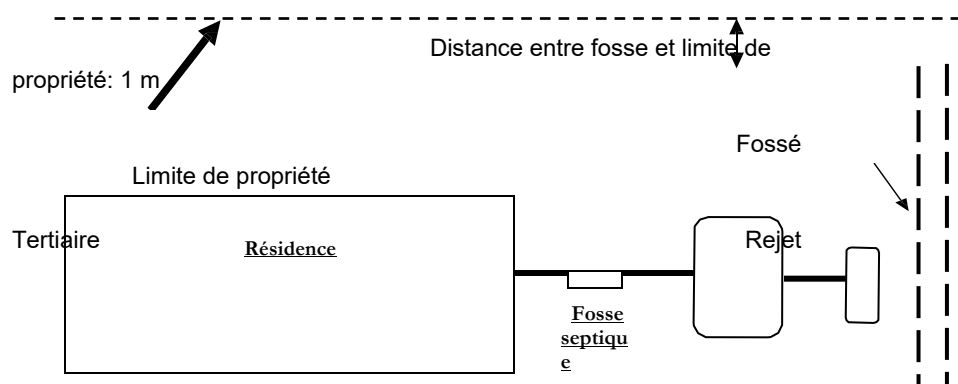 Distance entre fosse et limite de
propriété: 1 m
Fossé
Limite de propriété
Tertiaire
Résidence
Rejet
Fosse
septiqu
e